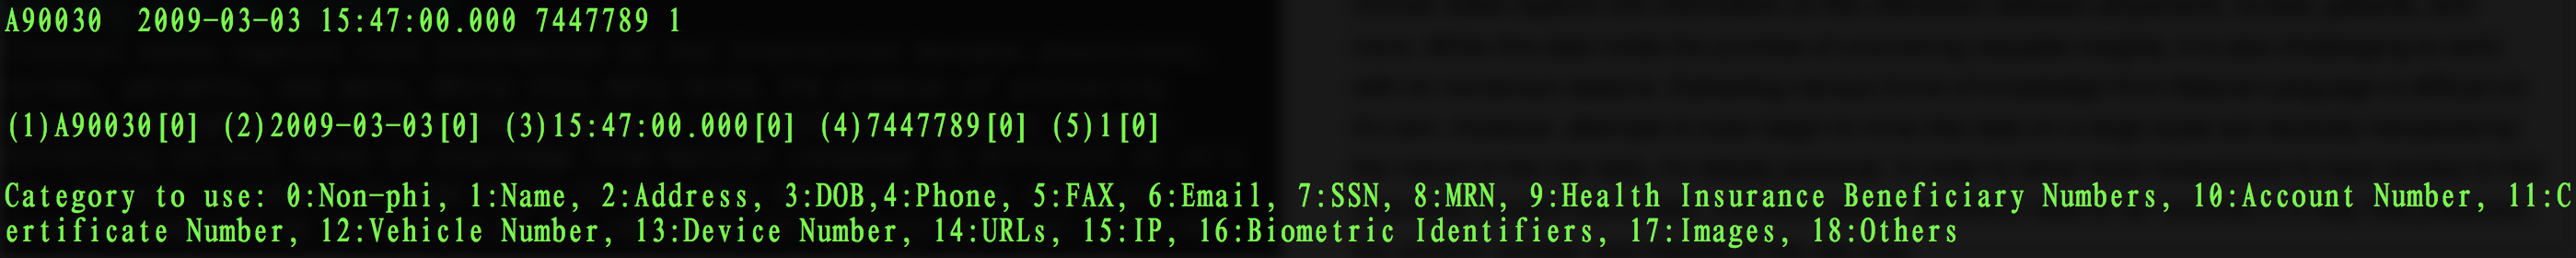 A90030  2009-03-03 15:47:00.000 7447789 1
(1)A90030[0] (2)2009-03-03[0] (3)15:47:00.000[0] (4)7447789[0] (5)1[0]
Category to use: 0:Non-phi, 1:Name, 2:Address, 3:DOB,4:Phone, 5:FAX, 6:Email, 7:SSN, 8:MRN, 9:Health Insurance Beneficiary Numbers, 10:Account Number, 11:C
ertificate Number, 12:Vehicle Number, 13:Device Number, 14:URLs, 15:IP, 16:Biometric Identifiers, 17:Images, 18:Others